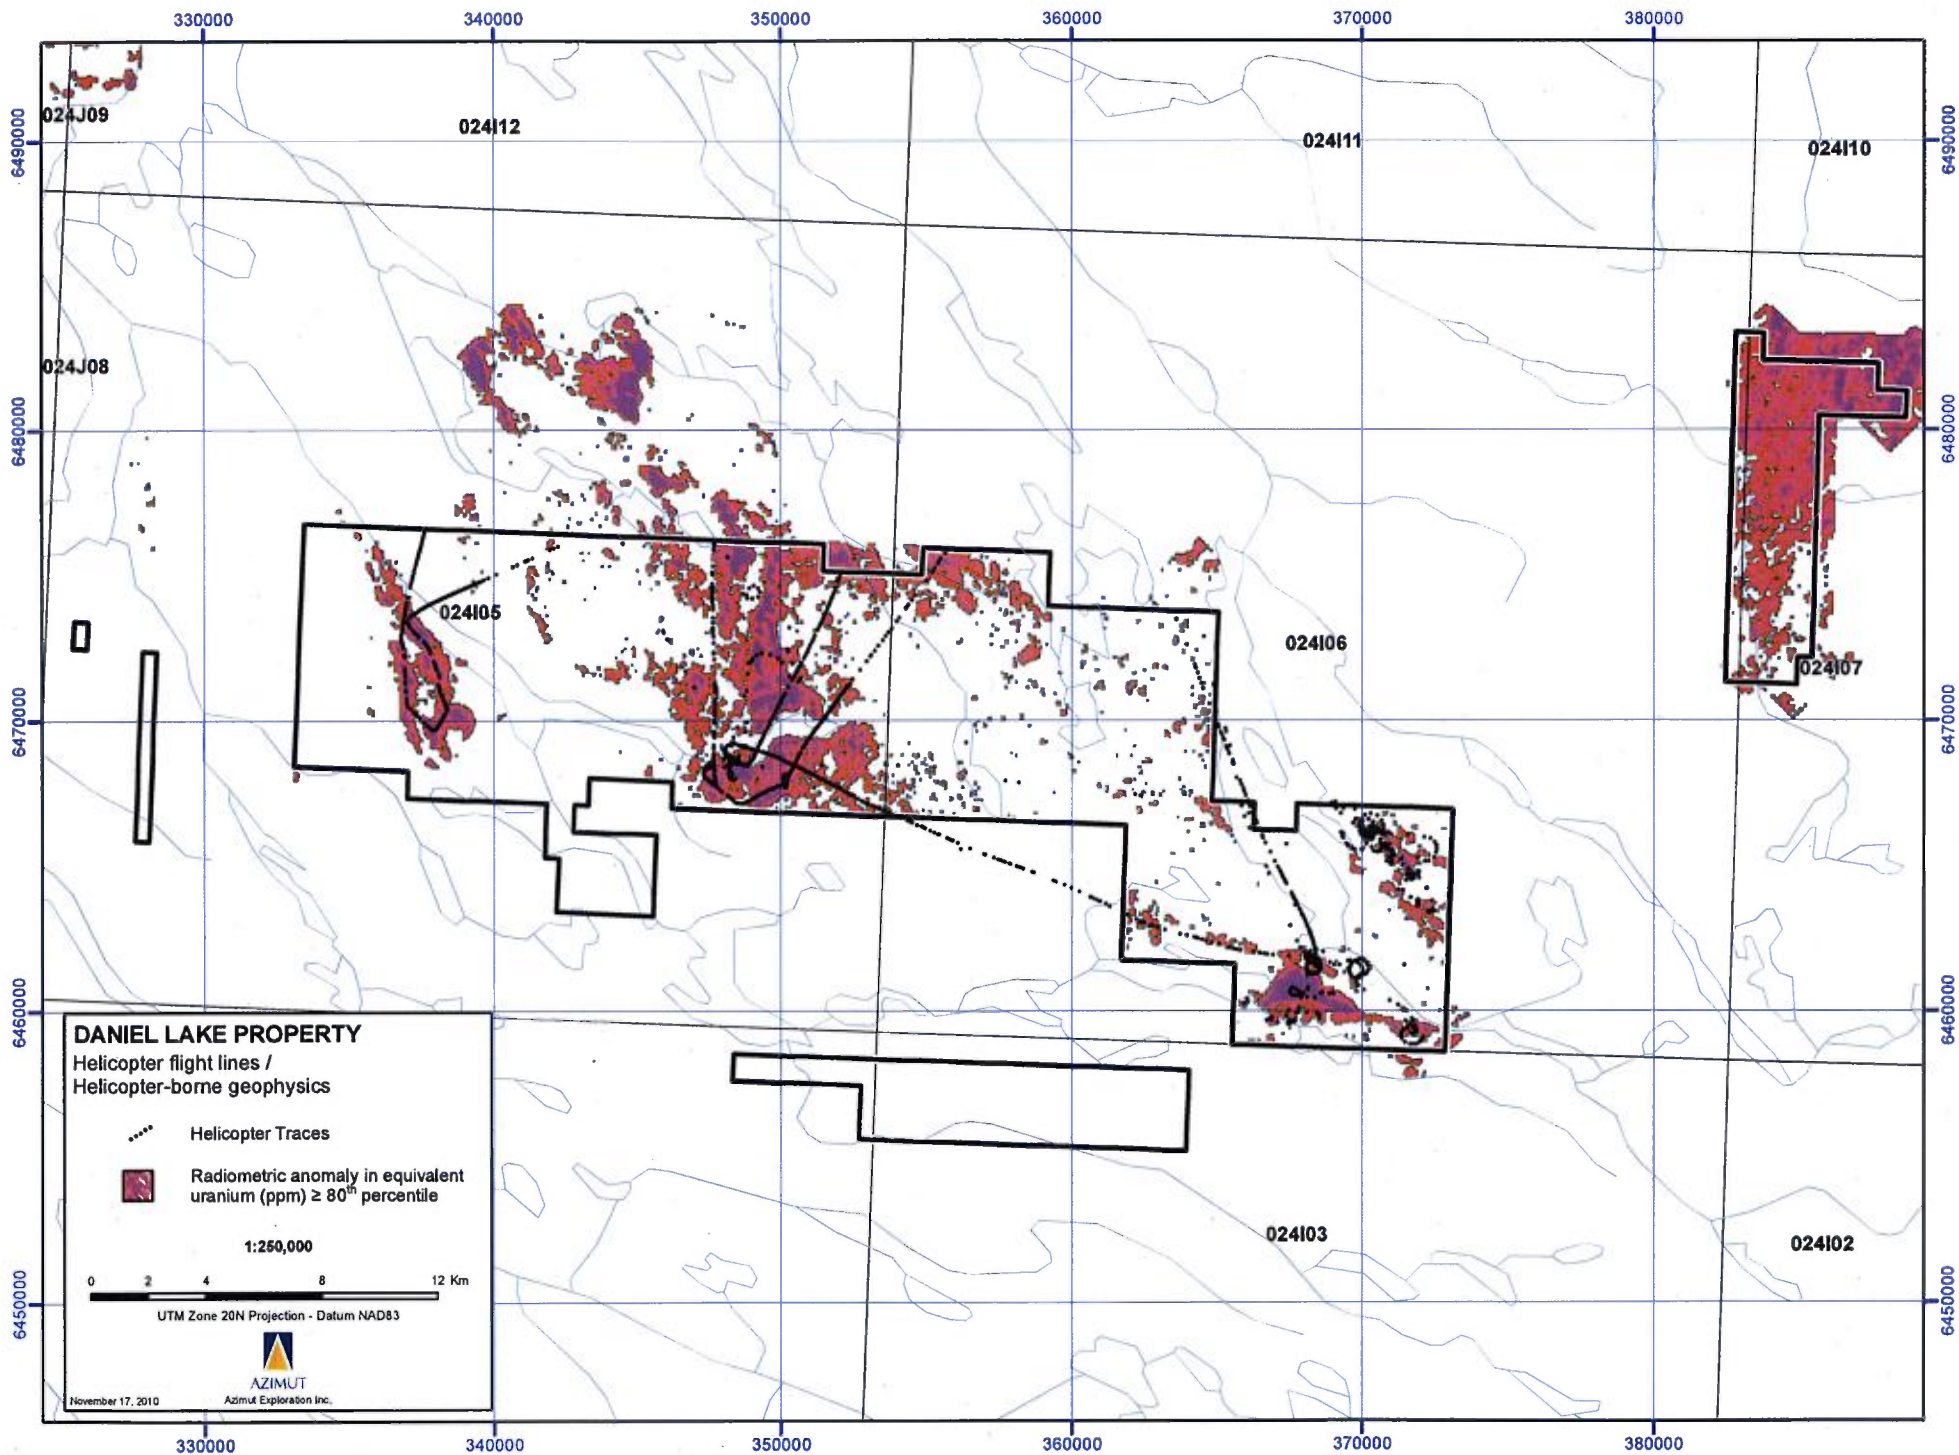 330000 340000 350000 360000 370000 380000
6490000 6490000
024J09
024I12
024I11
024I10
024J08
6480000 6480000
024I05
024I06
024I07
6470000 6470000
6460000 6460000
DANIEL LAKE PROPERTY
Helicopter flight lines /
Helicopter-borne geophysics
Helicopter Traces
Radiometric anomaly in equivalent
uranium (ppm) ≥ 80th percentile
1:250,000
0 2 4 8 12 Km
UTM Zone 20N Projection - Datum NAD83
AZIMUT
Azimut Exploration Inc.
November 17, 2010
024I03
024I02
6450000 6450000
330000 340000 350000 360000 370000 380000